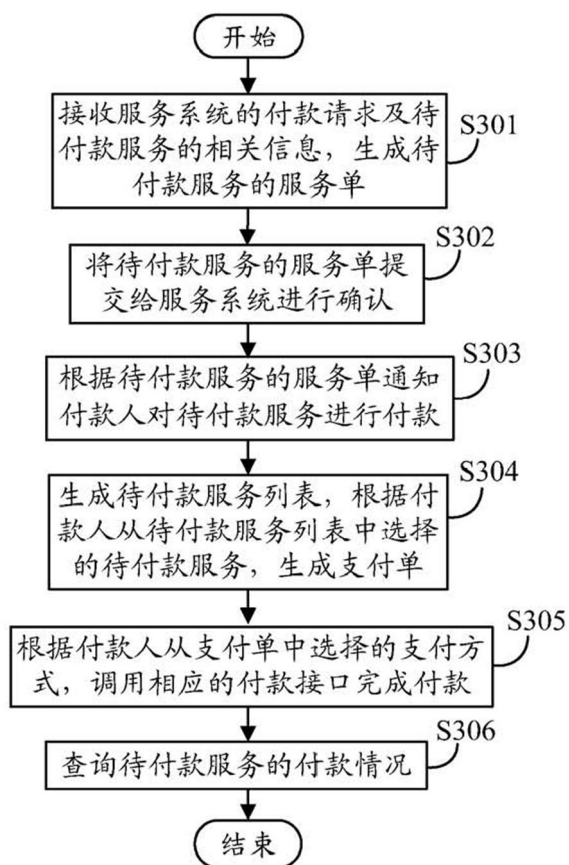 开始
接收服务系统的付款请求及待
付款服务的相关信息，生成待
付款服务的服务单
S301
将待付款服务的服务单提
交给服务系统进行确认
S302
根据待付款服务的服务单通知
付款人对待付款服务进行付款
S303
生成待付款服务列表，根据付
款人从待付款服务列表中选择
的待付款服务，生成支付单
S304
根据付款人从支付单中选择的支付方
式，调用相应的付款接口完成付款
S305
查询待付款服务的付款情况
S306
结束